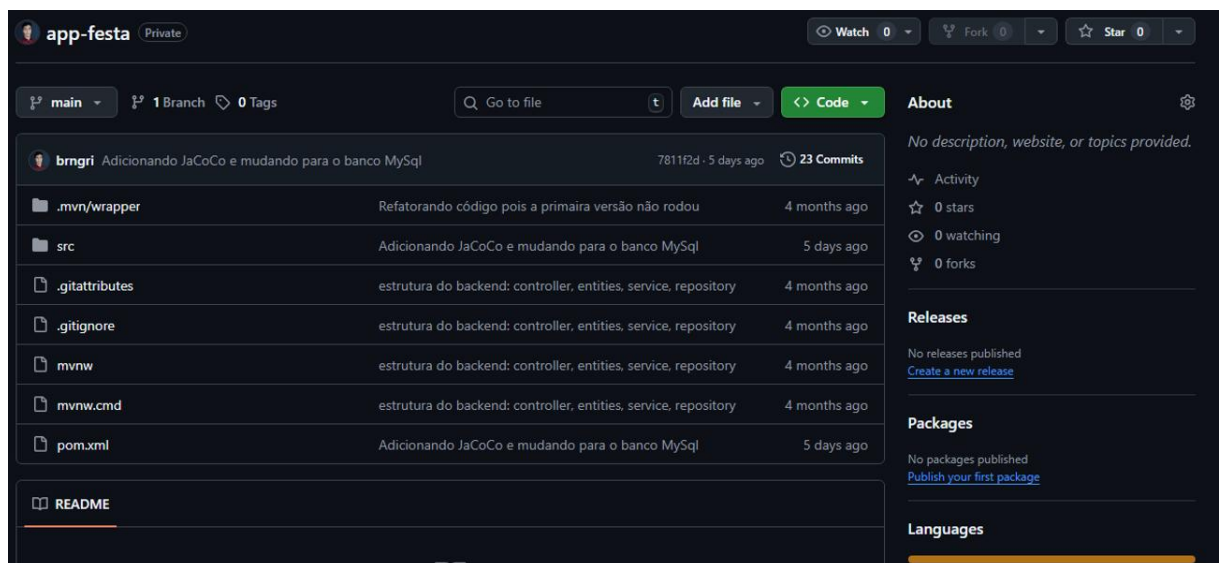 app-festa Private
Watch 0
Fork 0
Star 0
main
1 Branch
0 Tags
Go to file
t
Add file
Code
brngri Adicionando JaCoCo e mudando para o banco MySql 7811f2d · 5 days ago 23 Commits
.mvn/wrapper Refatorando código pois a primaira versão não rodou 4 months ago
src Adicionando JaCoCo e mudando para o banco MySql 5 days ago
.gitattributes estrutura do backend: controller, entities, service, repository 4 months ago
.gitignore estrutura do backend: controller, entities, service, repository 4 months ago
mvnw estrutura do backend: controller, entities, service, repository 4 months ago
mvnw.cmd estrutura do backend: controller, entities, service, repository 4 months ago
pom.xml Adicionando JaCoCo e mudando para o banco MySql 5 days ago
README
About
No description, website, or topics provided.
Activity
0 stars
0 watching
0 forks
Releases
No releases published
Create a new release
Packages
No packages published
Publish your first package
Languages